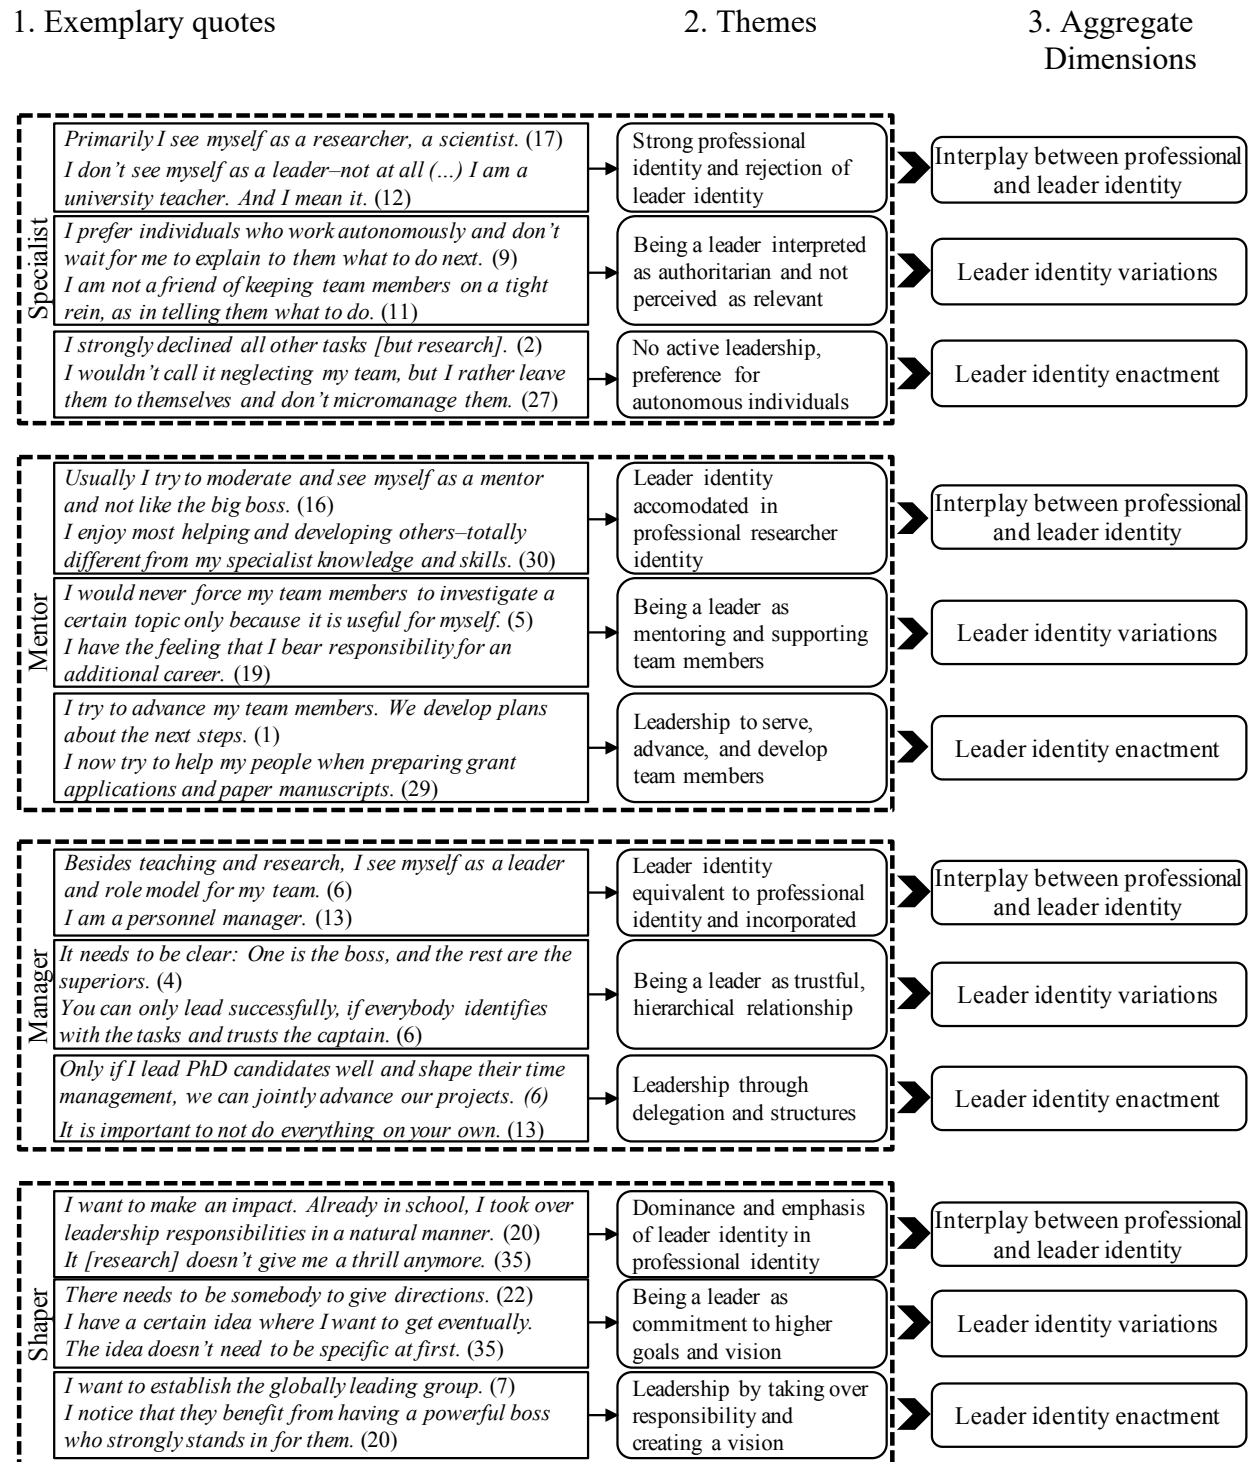 1. Exemplary quotes
2. Themes
3. Aggregate
Dimensions
Specialist
Primarily I see myself as a researcher, a scientist. (17)
I don't see myself as a leader–not at all (...) I am a
university teacher. And I mean it. (12)
Strong professional
identity and rejection of
leader identity
Interplay between professional
and leader identity
I prefer individuals who work autonomously and don't
wait for me to explain to them what to do next. (9)
I am not a friend of keeping team members on a tight
rein, as in telling them what to do. (11)
Being a leader interpreted
as authoritarian and not
perceived as relevant
Leader identity variations
I strongly declined all other tasks [but research]. (2)
I wouldn't call it neglecting my team, but I rather leave
them to themselves and don't micromanage them. (27)
No active leadership,
preference for
autonomous individuals
Leader identity enactment
Mentor
Usually I try to moderate and see myself as a mentor
and not like the big boss. (16)
I enjoy most helping and developing others–totally
different from my specialist knowledge and skills. (30)
Leader identity
accomodated in
professional researcher
identity
Interplay between professional
and leader identity
I would never force my team members to investigate a
certain topic only because it is useful for myself. (5)
I have the feeling that I bear responsibility for an
additional career. (19)
Being a leader as
mentoring and supporting
team members
Leader identity variations
I try to advance my team members. We develop plans
about the next steps. (1)
I now try to help my people when preparing grant
applications and paper manuscripts. (29)
Leadership to serve,
advance, and develop
team members
Leader identity enactment
Manager
Besides teaching and research, I see myself as a leader
and role model for my team. (6)
I am a personnel manager. (13)
Leader identity
equivalent to professional
identity and incorporated
Interplay between professional
and leader identity
It needs to be clear: One is the boss, and the rest are the
superiors. (4)
You can only lead successfully, if everybody identifies
with the tasks and trusts the captain. (6)
Being a leader as trustful,
hierarchical relationship
Leader identity variations
Only if I lead PhD candidates well and shape their time
management, we can jointly advance our projects. (6)
It is important to not do everything on your own. (13)
Leadership through
delegation and structures
Leader identity enactment
Shaper
I want to make an impact. Already in school, I took over
leadership responsibilities in a natural manner. (20)
It [research] doesn't give me a thrill anymore. (35)
Dominance and emphasis
of leader identity in
professional identity
Interplay between professional
and leader identity
There needs to be somebody to give directions. (22)
I have a certain idea where I want to get eventually.
The idea doesn't need to be specific at first. (35)
Being a leader as
commitment to higher
goals and vision
Leader identity variations
I want to establish the globally leading group. (7)
I notice that they benefit from having a powerful boss
who strongly stands in for them. (20)
Leadership by taking over
responsibility and
creating a vision
Leader identity enactment